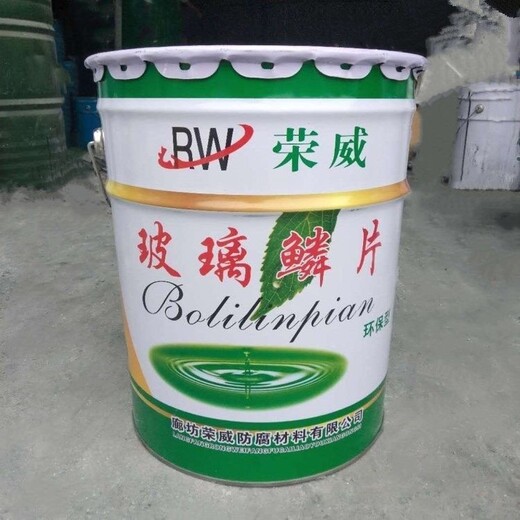 RW 荣威
玻璃鳞片
Bolilinpian
环保型
廊坊荣威防腐材料有限公司